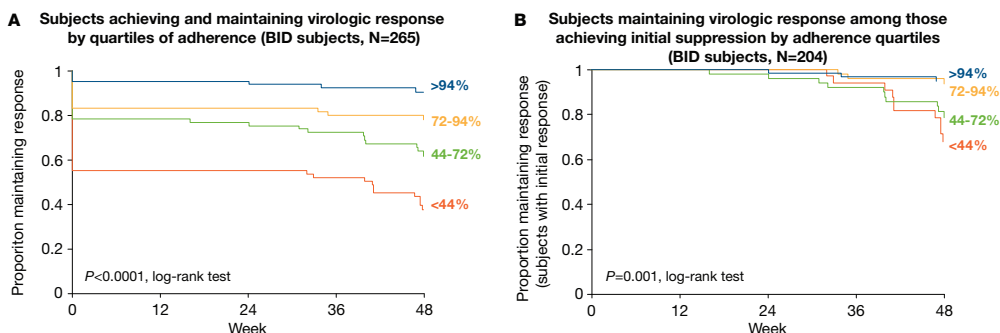 A Subjects achieving and maintaining virologic response
by quartiles of adherence (BID subjects, N=265)
Proporiton maintaining response
1
0.8
0.6
0.4
0.2
0
>94%
72-94%
44-72%
<44%
P<0.0001, log-rank test
0 12 24 36 48
Week
B Subjects maintaining virologic response among those
achieving initial suppression by adherence quartiles
(BID subjects, N=204)
Proportion maintaining response
(subjects with initial response)
1
0.8
0.6
0.4
0.2
0
>94%
72-94%
44-72%
<44%
P=0.001, log-rank test
0 12 24 36 48
Week